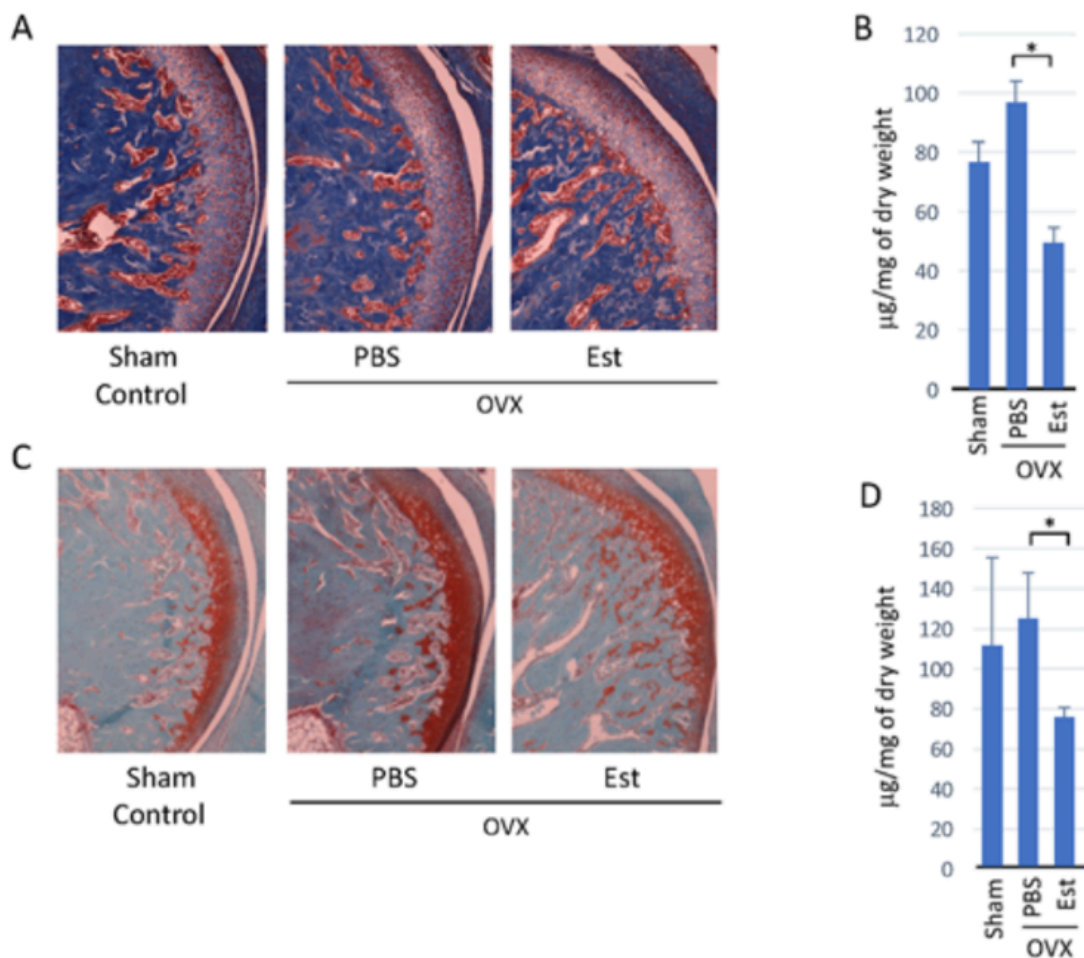 A
Sham
Control
PBS
Est
OVX
B
120
100
80
60
40
20
0
µg/mg of dry weight
*
Sham
PBS
Est
OVX
C
Sham
Control
PBS
Est
OVX
D
180
160
140
120
100
80
60
40
20
0
µg/mg of dry weight
*
Sham
PBS
Est
OVX